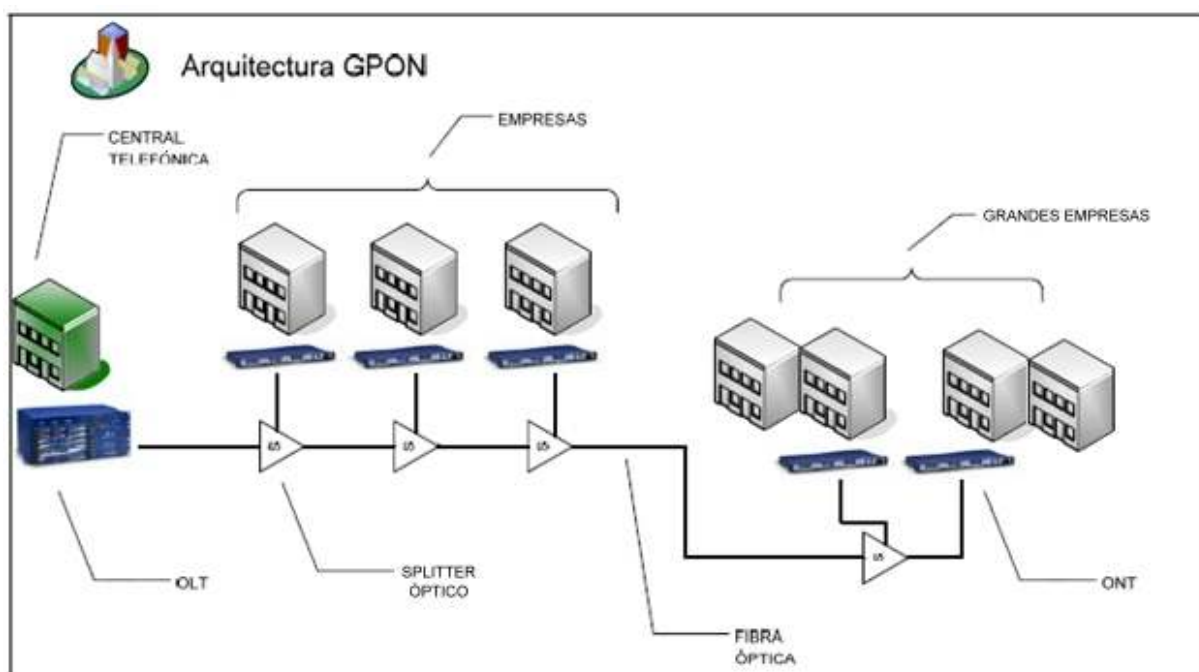 Arquitectura GPON
CENTRAL
TELEFÓNICA
EMPRESAS
GRANDES EMPRESAS
OLT
SPLITTER
ÓPTICO
FIBRA
ÓPTICA
ONT